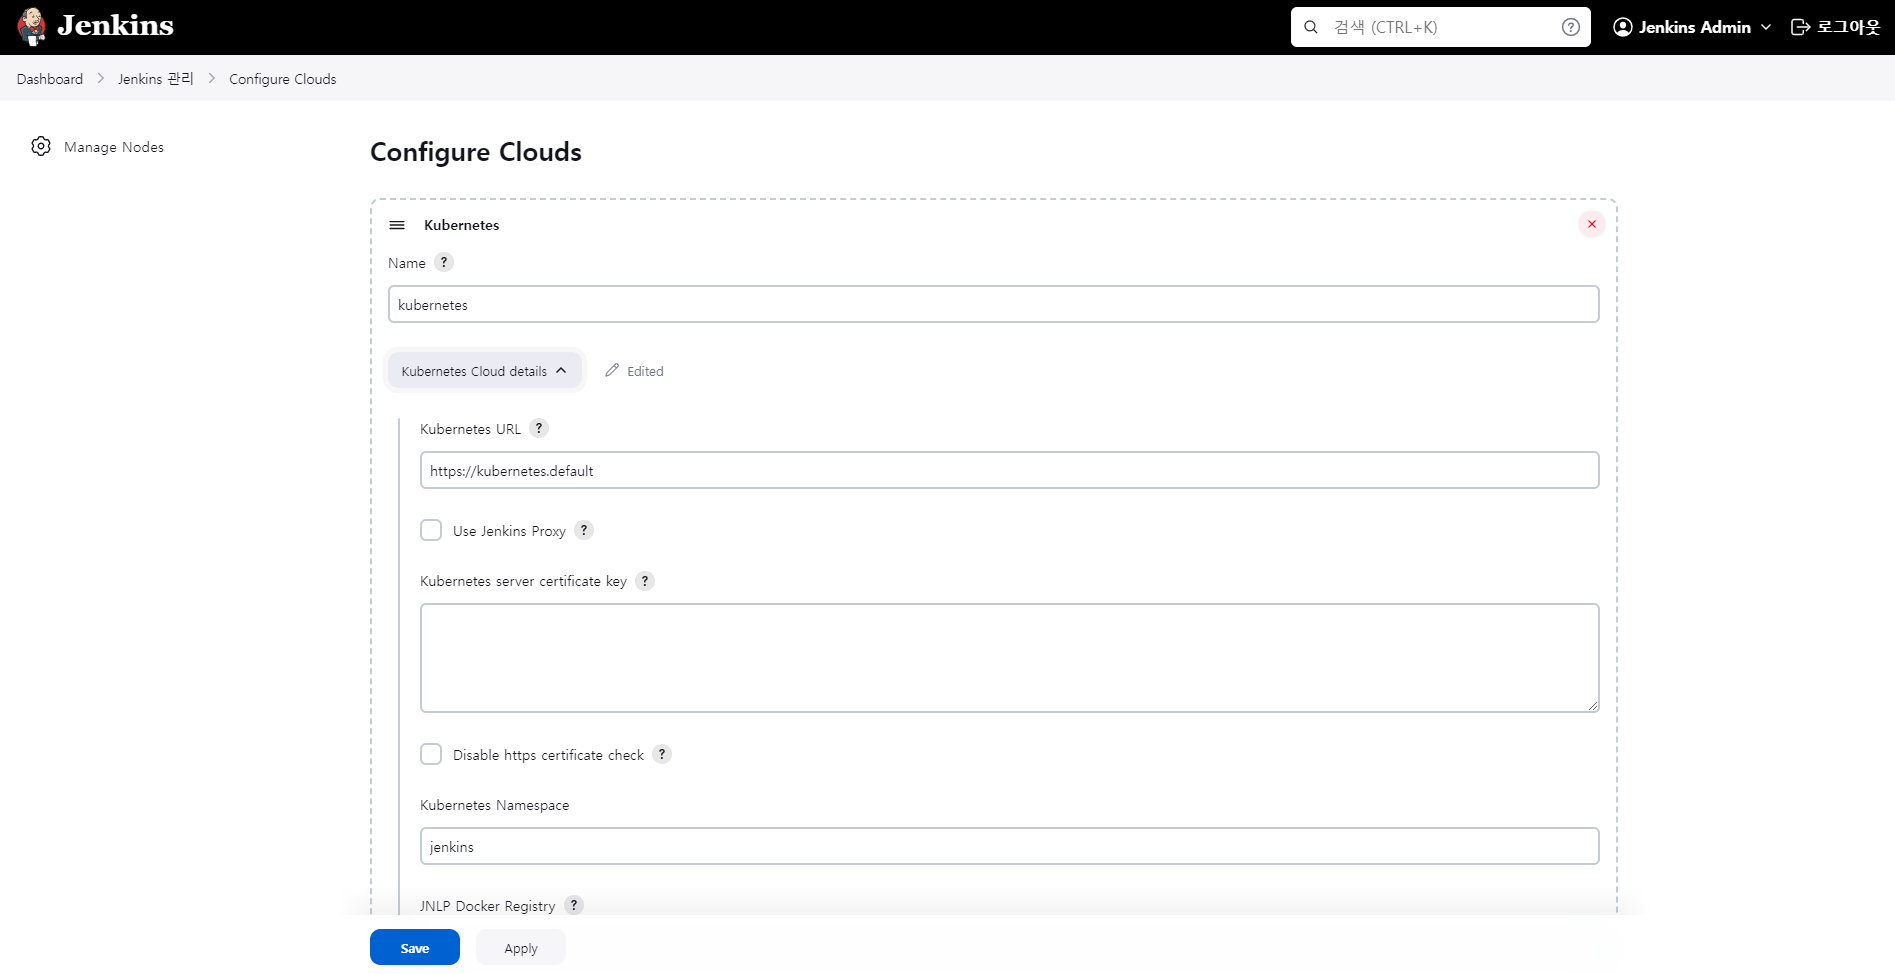 Jenkins
검색 (CTRL+K)
?
Jenkins Admin
로그아웃
Dashboard
Jenkins 관리
Configure Clouds
Manage Nodes
Configure Clouds
Kubernetes
Name ?
kubernetes
Kubernetes Cloud details
Edited
Kubernetes URL ?
https://kubernetes.default
Use Jenkins Proxy ?
Kubernetes server certificate key ?
Disable https certificate check ?
Kubernetes Namespace
jenkins
JNLP Docker Registry ?
Save
Apply